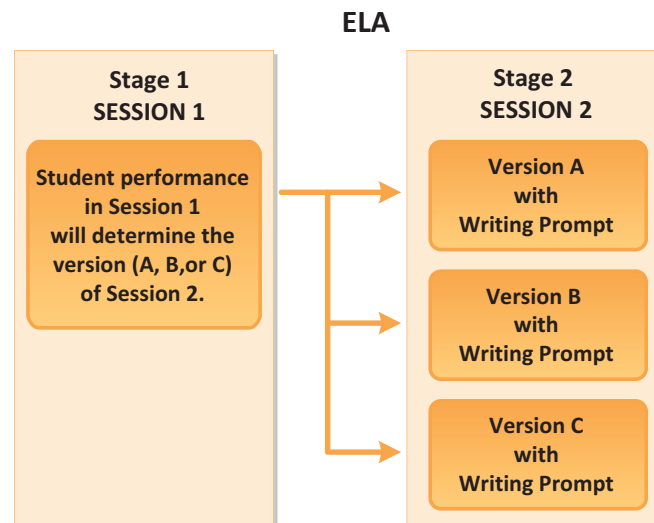 ELA
Stage 1
SESSION 1
Student performance
in Session 1
will determine the
version (A, B,or C)
of Session 2.
Stage 2
SESSION 2
Version A
with
Writing Prompt
Version B
with
Writing Prompt
Version C
with
Writing Prompt